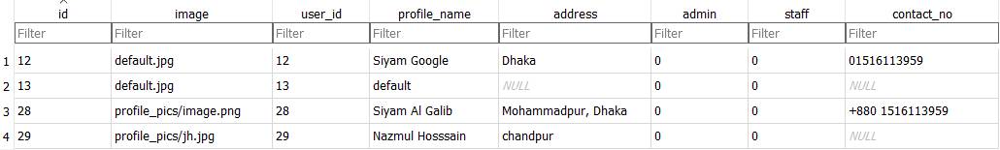 id image user_id profile_name address admin staff contact_no
Filter Filter Filter Filter Filter Filter Filter Filter
1 12 default.jpg 12 Siyam Google Dhaka 0 0 01516113959
2 13 default.jpg 13 default NULL 0 0 NULL
3 28 profile_pics/image.png 28 Siyam Al Galib Mohammadpur, Dhaka 0 0 +880 1516113959
4 29 profile_pics/jh.jpg 29 Nazmul Hosssain chandpur 0 0 NULL